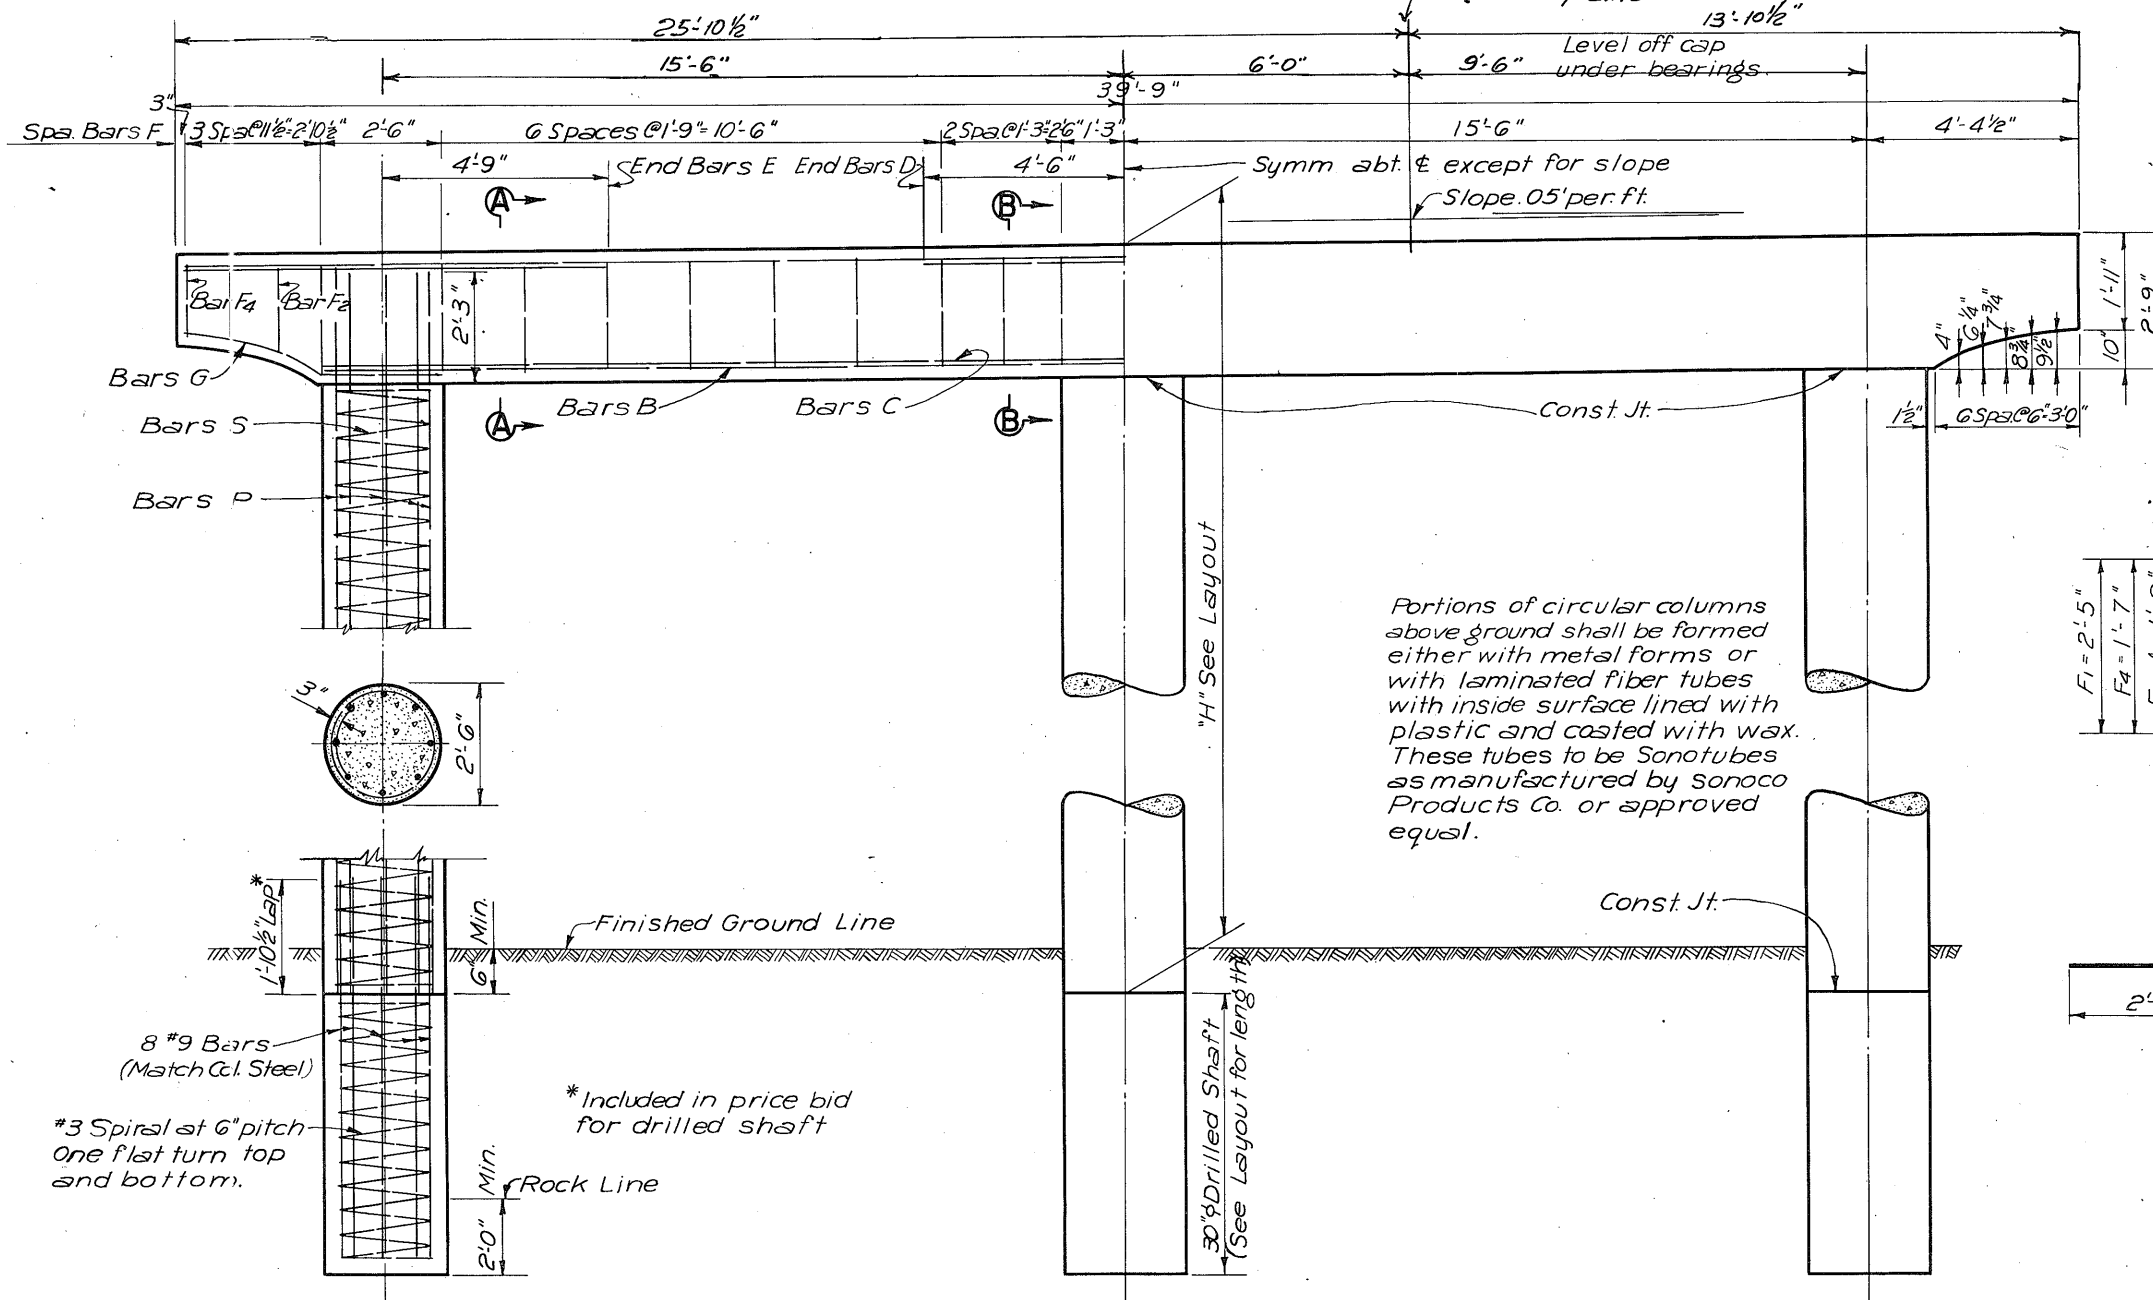 25'-10½"
13'-10½"
15'-6"
6'-0"
9'-6"
Level off cap
under bearings.
3"
39'-9"
Spa. Bars F
3 Spa@11½"=2'10½"
2'-6"
6 Spaces @1'-9"= 10'-6"
2 Spa.@1'-3"=2'6"
1'-3"
15'-6"
4'-4½"
4'-9"
End Bars E
End Bars D
4'-6"
Symm abt. ℄ except for slope
A
B
Slope .05' per. ft.
Bar F4
Bar F2
2'-3"
4"
6¼"
7¾"
8¾"
9½"
1'-11"
10"
2'-9"
Bars G
Bars B
Bars C
Bars S
A
B
Const. Jt.
1½"
6 Spa.@6"=3'-0"
Bars P
"H" See Layout
Portions of circular columns
above ground shall be formed
either with metal forms or
with laminated fiber tubes
with inside surface lined with
plastic and coated with wax.
These tubes to be Sonotubes
as manufactured by sonoco
Products Co. or approved
equal.
F1 = 2'-5"
F4 = 1'-7"
3"
2'-6"
1'-10½" Lap*
6" Min.
Finished Ground Line
Const. Jt.
8 #9 Bars
(Match Col. Steel)
*Included in price bid
for drilled shaft
#3 Spiral at 6" pitch
One flat turn top
and bottom.
2'-0" Min.
Rock Line
30"φ Drilled Shaft
(See Layout for length)